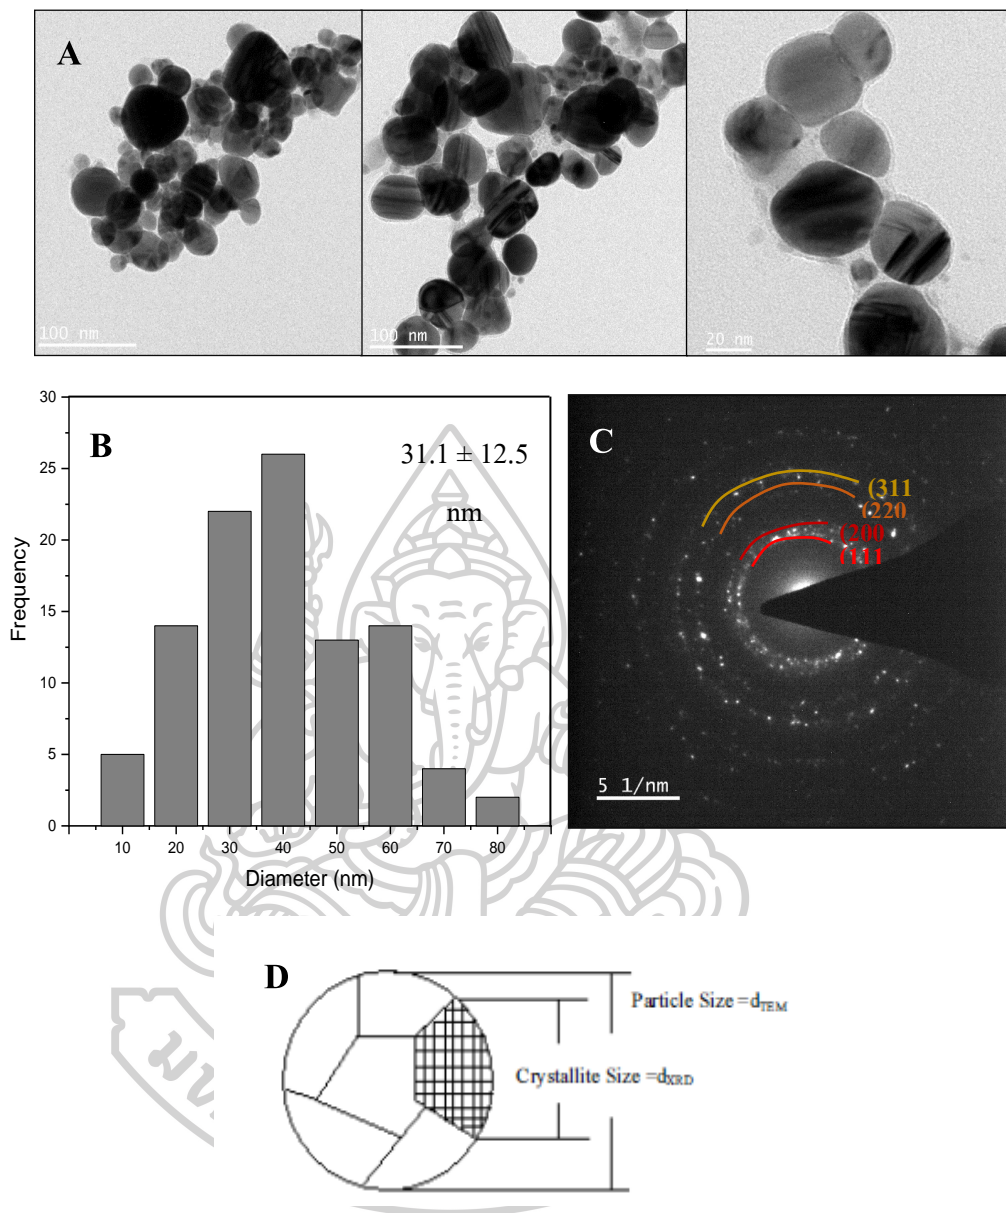 A
100 nm
100 nm
20 nm
B
31.1 ± 12.5
nm
30
25
20
15
10
5
0
Frequency
10 20 30 40 50 60 70 80
Diameter (nm)
C
(311
(220
(200
(111
5 1/nm
D
Particle Size =dTEM
Crystallite Size =dXRD